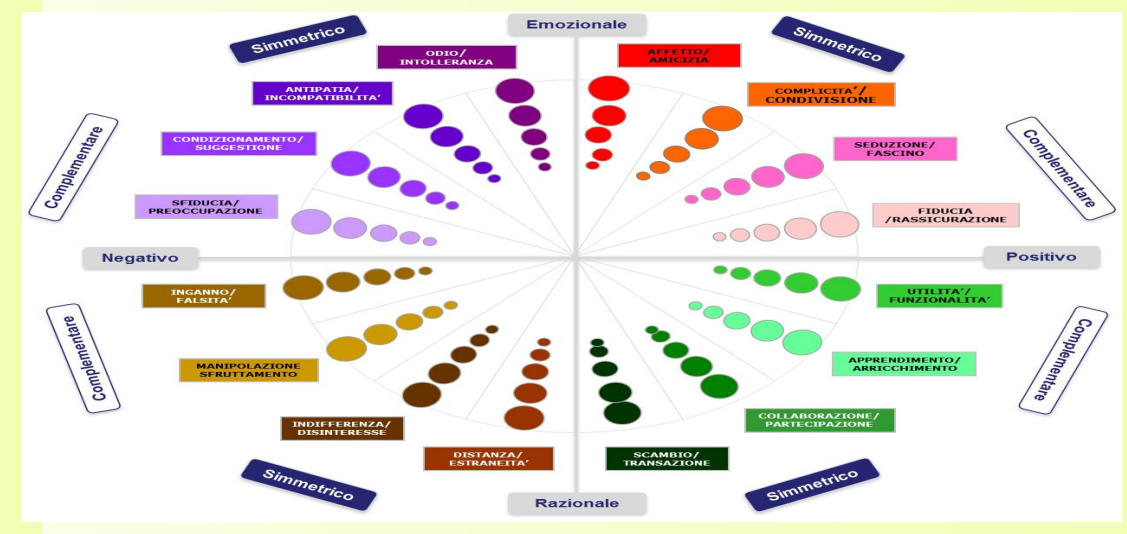 Emozionale
Simmetrico
Simmetrico
ODIO/
INTOLLERANZA
AFFETTO/
AMICIZIA
ANTIPATIA/
INCOMPATIBILITA'
COMPLICITA'/
CONDIVISIONE
CONDIZIONAMENTO/
SUGGESTIONE
SEDUZIONE/
FASCINO
Complementare
Complementare
SFIDUCIA/
PREOCCUPAZIONE
FIDUCIA
/RASSICURAZIONE
Negativo
Positivo
INGANNO/
FALSITA'
UTILITA'/
FUNZIONALITA'
Complementare
Complementare
MANIPOLAZIONE
SFRUTTAMENTO
APPRENDIMENTO/
ARRICCHIMENTO
INDIFFERENZA/
DISINTERESSE
COLLABORAZIONE/
PARTECIPAZIONE
DISTANZA/
ESTRANEITA'
SCAMBIO/
TRANSAZIONE
Simmetrico
Simmetrico
Razionale